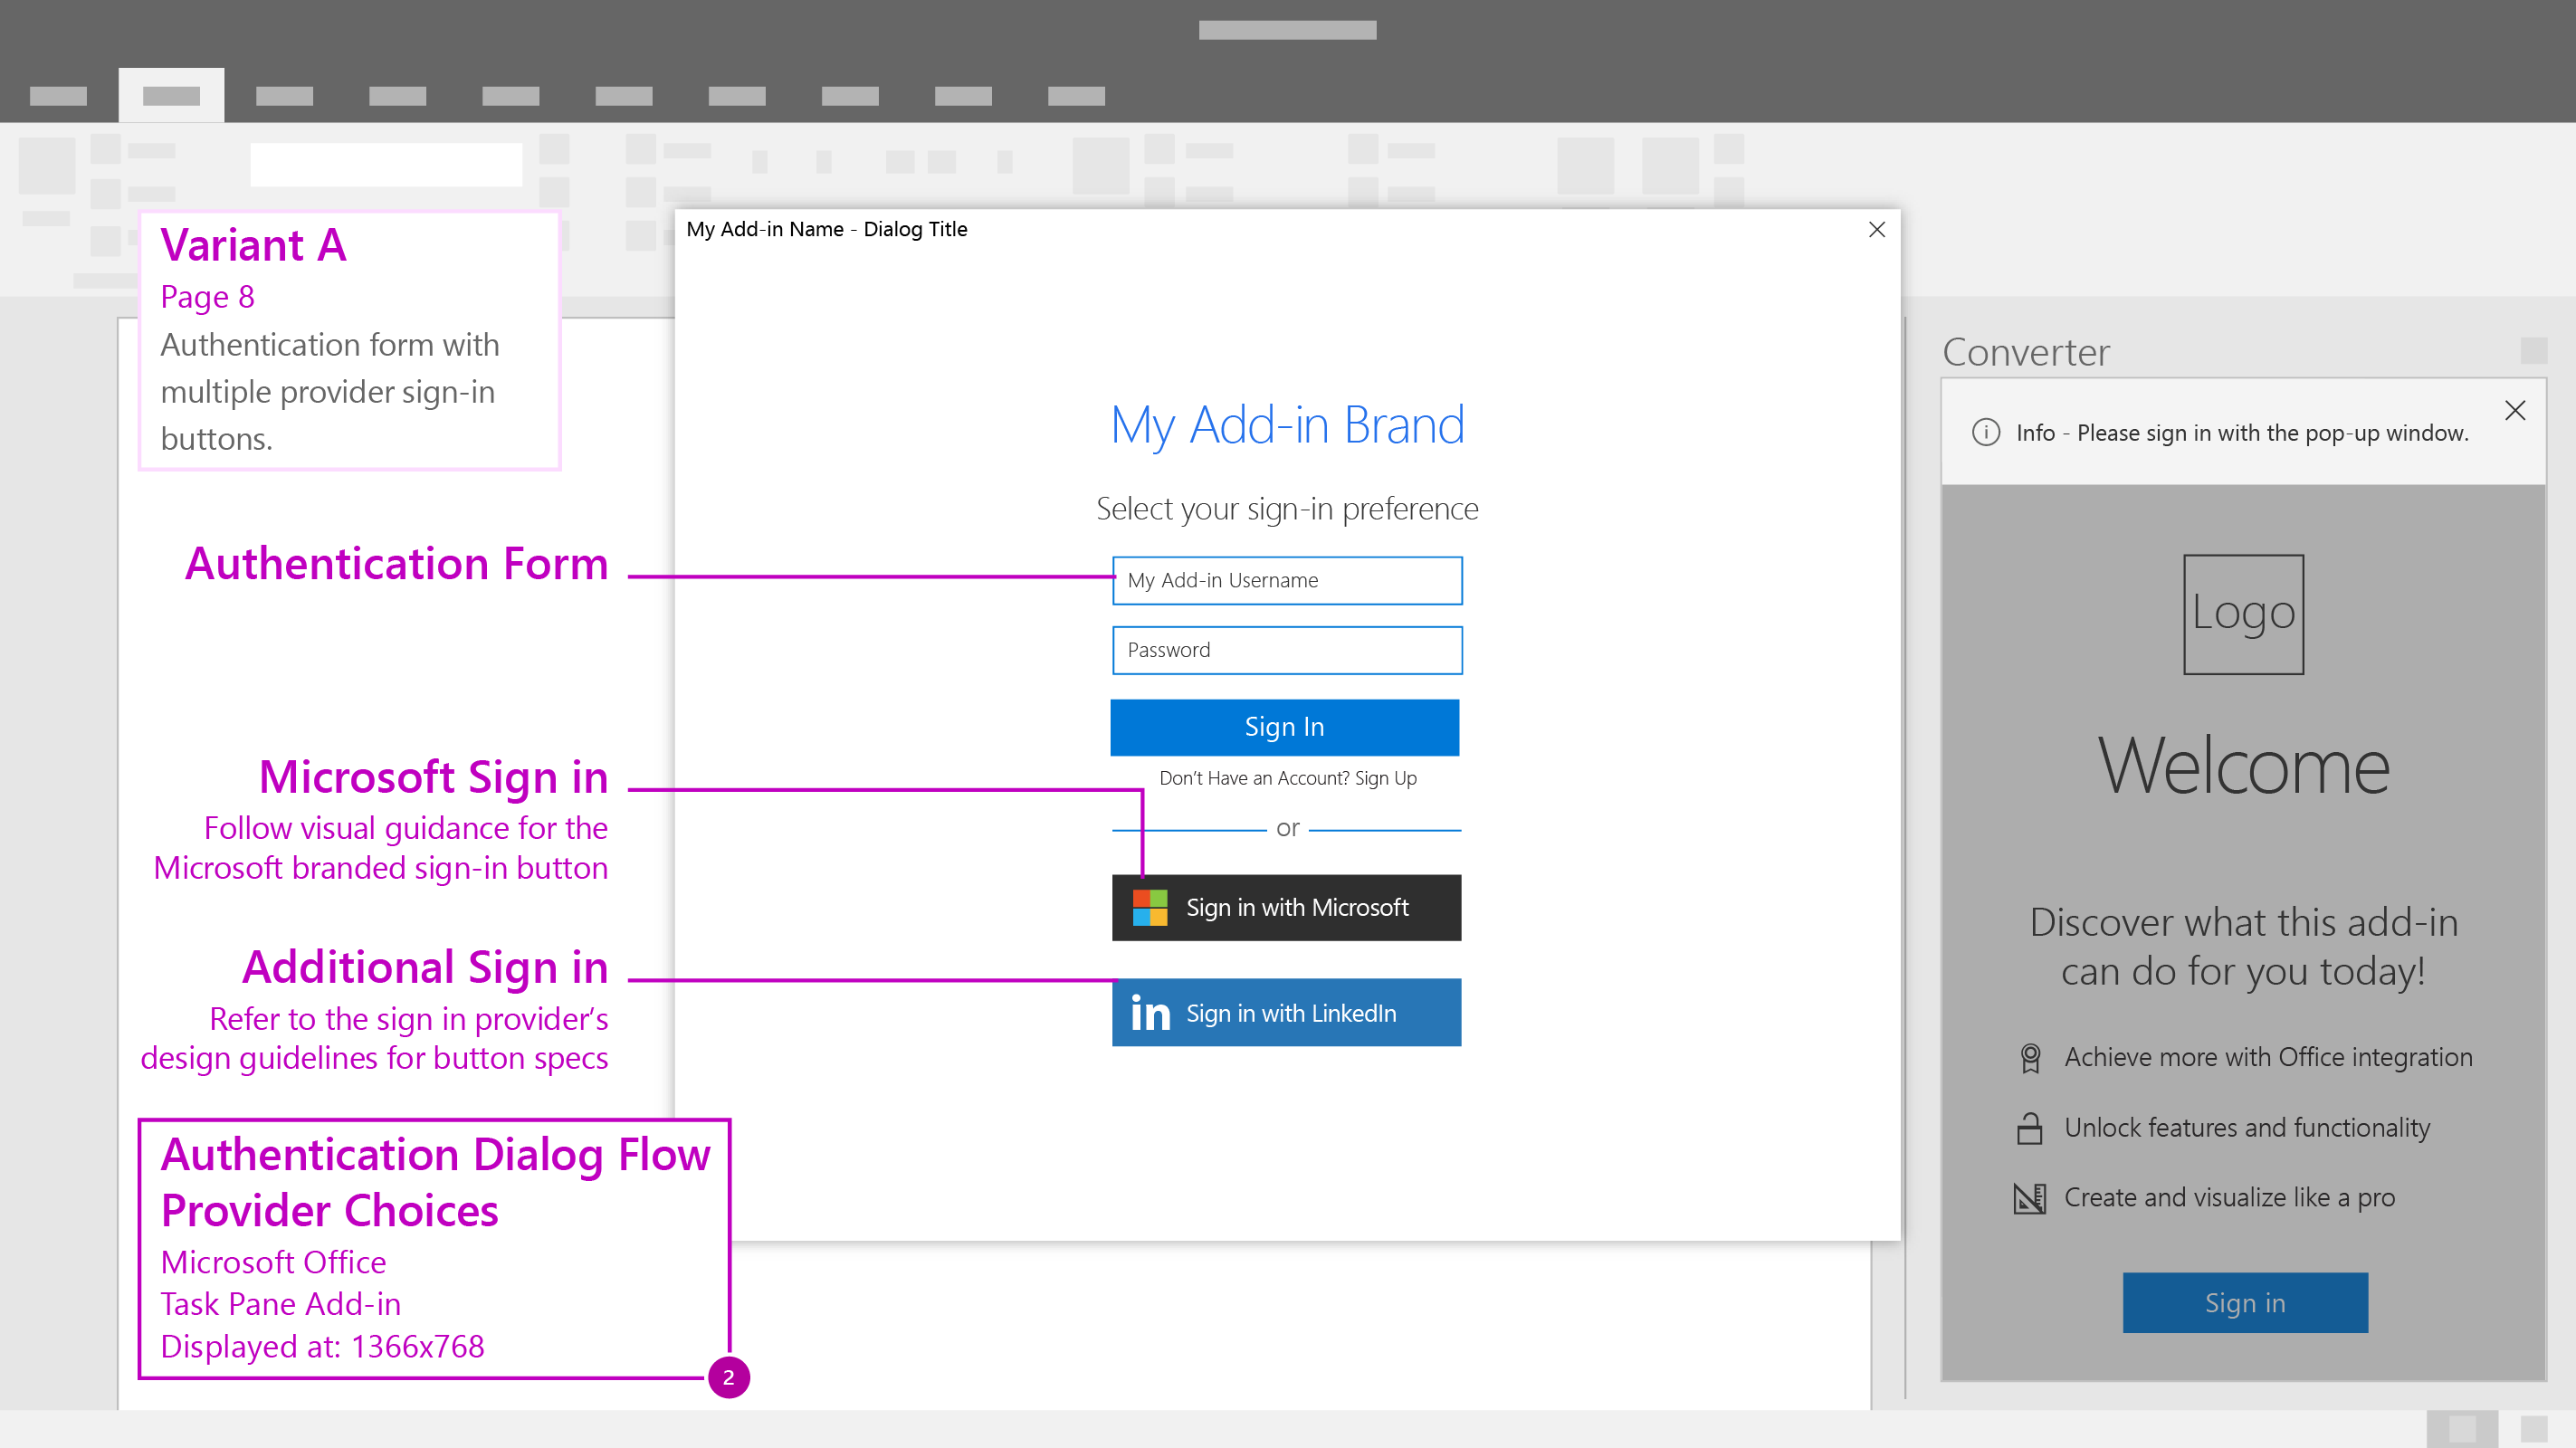 Variant A
Page 8
Authentication form with
multiple provider sign-in
buttons.
Authentication Form
Microsoft Sign in
Follow visual guidance for the
Microsoft branded sign-in button
Additional Sign in
Refer to the sign in provider’s
design guidelines for button specs
Authentication Dialog Flow
Provider Choices
Microsoft Office
Task Pane Add-in
Displayed at: 1366x768
2
My Add-in Name - Dialog Title
My Add-in Brand
Select your sign-in preference
My Add-in Username
Password
Sign In
Don’t Have an Account? Sign Up
or
Sign in with Microsoft
in Sign in with LinkedIn
Converter
Info - Please sign in with the pop-up window.
Logo
Welcome
Discover what this add-in
can do for you today!
Achieve more with Office integration
Unlock features and functionality
Create and visualize like a pro
Sign in